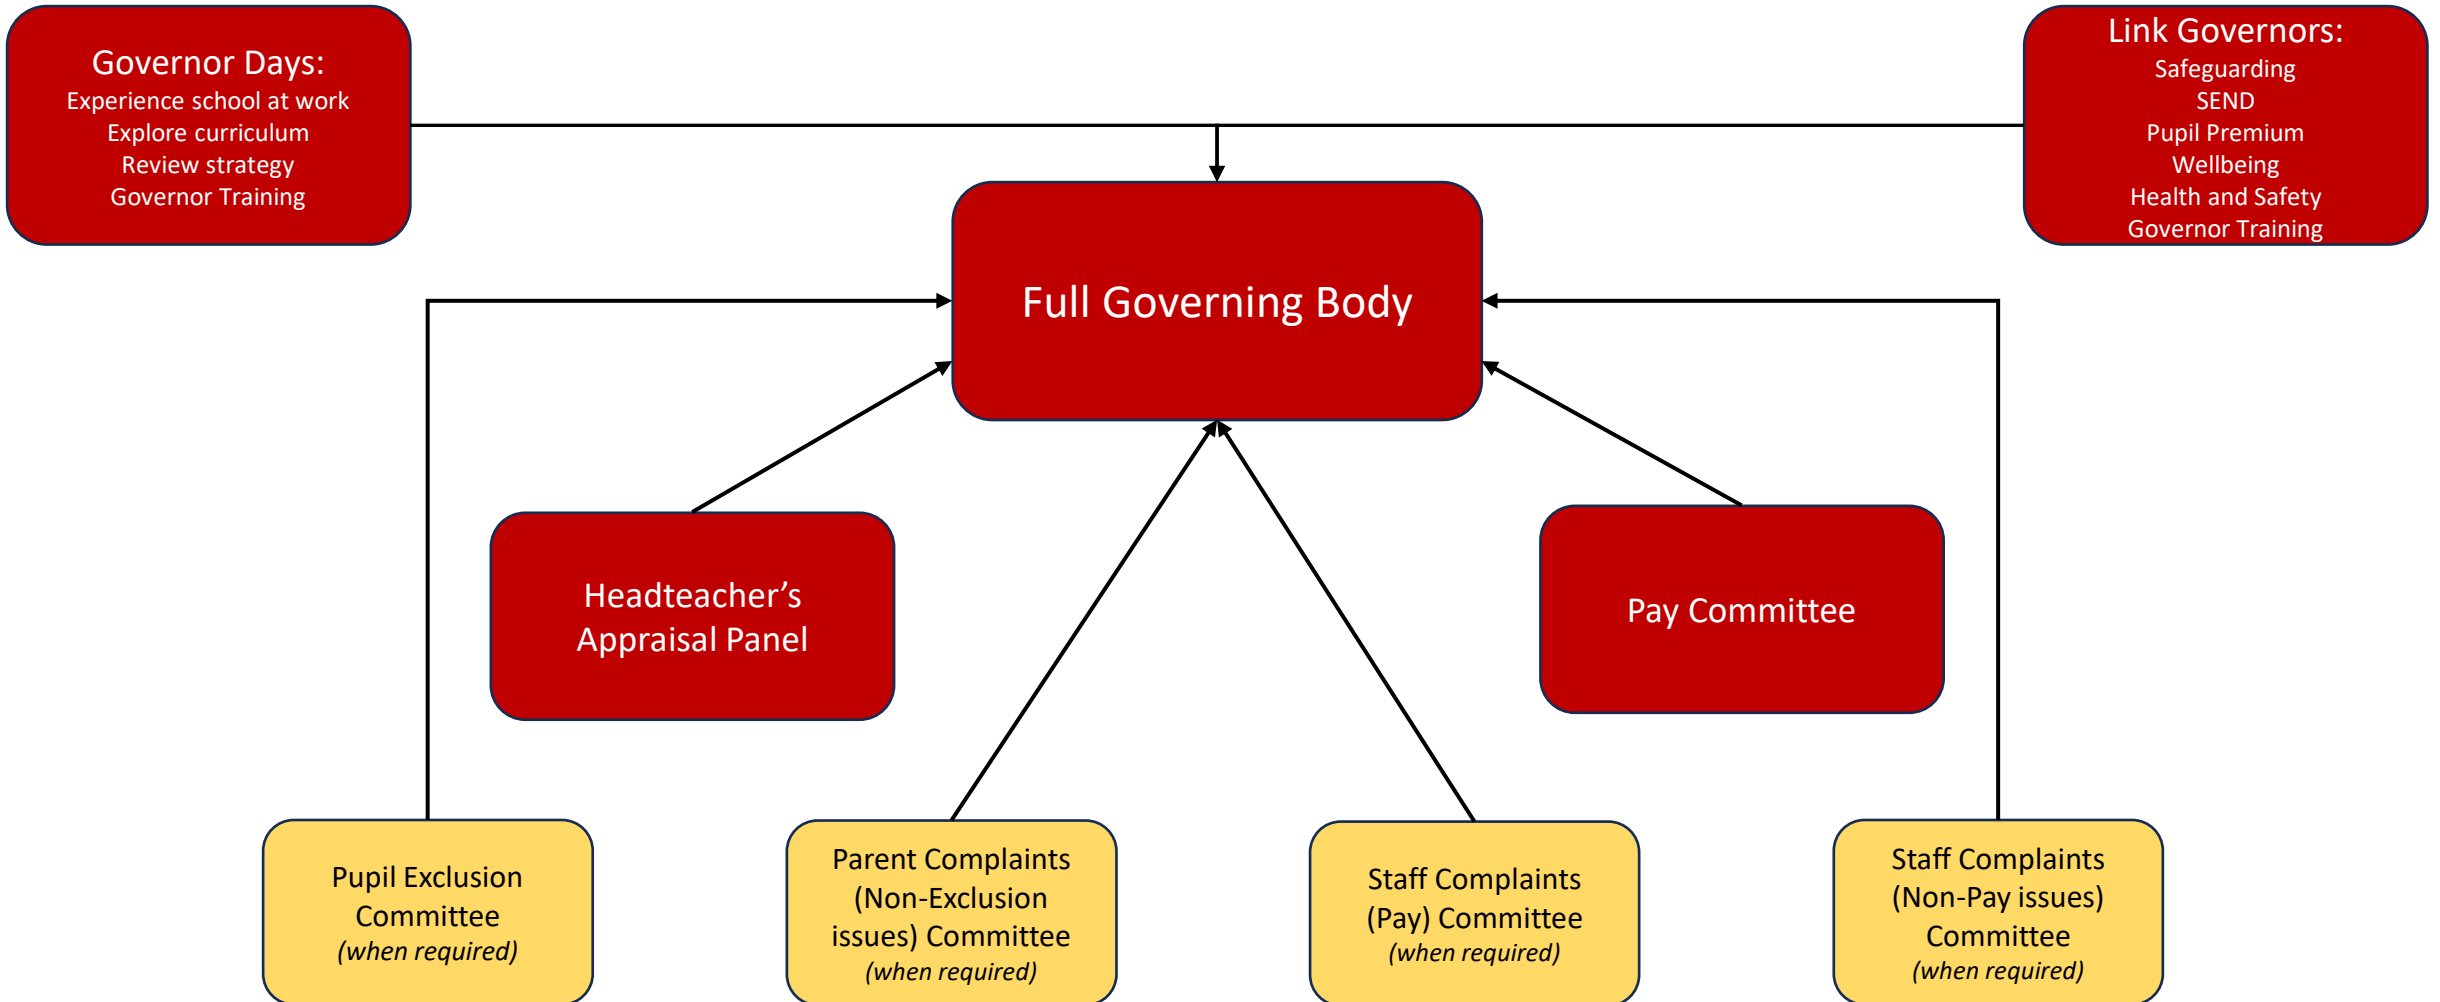 Governor Days:
Experience school at work
Explore curriculum
Review strategy
Governor Training
Link Governors:
Safeguarding
SEND
Pupil Premium
Wellbeing
Health and Safety
Governor Training
Full Governing Body
Headteacher’s
Appraisal Panel
Pay Committee
Pupil Exclusion
Committee
(when required)
Parent Complaints
(Non-Exclusion
issues) Committee
(when required)
Staff Complaints
(Pay) Committee
(when required)
Staff Complaints
(Non-Pay issues)
Committee
(when required)